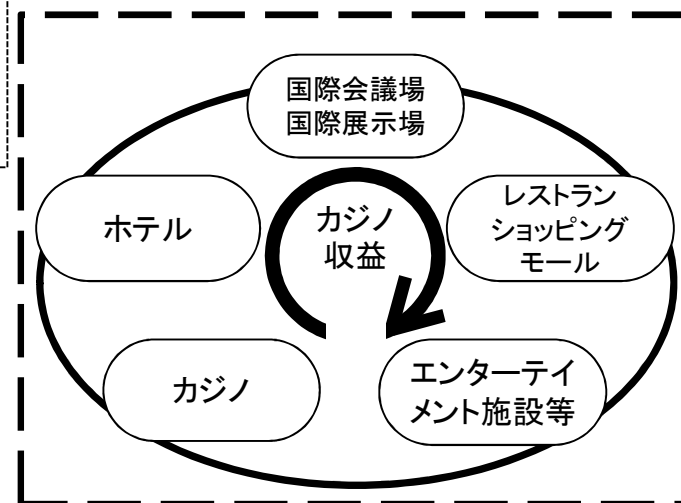 国際会議場
国際展示場
ホテル
カジノ
収益
レストラン
ショッピング
モール
カジノ
エンターテイ
メント施設等